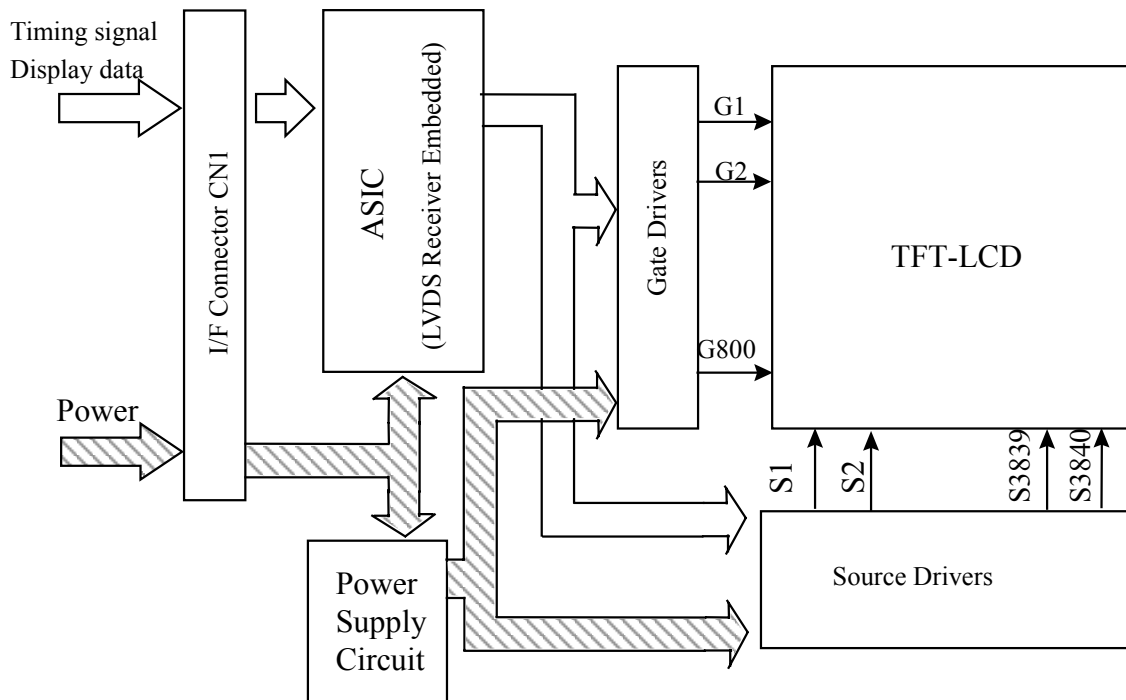 Timing signal
Display data
Power
I/F Connector CN1
ASIC
(LVDS Receiver Embedded)
Power
Supply
Circuit
Gate Drivers
G1
G2
G800
TFT-LCD
S1
S2
S3839
S3840
Source Drivers